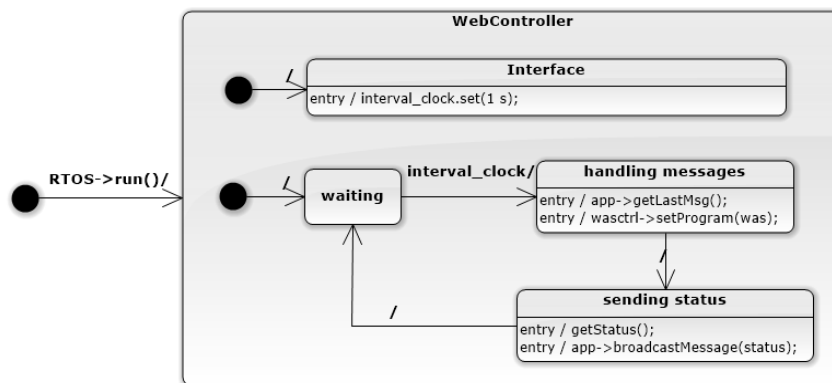 WebController
/
Interface
entry / interval_clock.set(1 s);
RTOS->run()/
/
waiting
interval_clock/
handling messages
entry / app->getLastMsg();
entry / wasctrl->setProgram(was);
/
sending status
entry / getStatus();
entry / app->broadcastMessage(status);
/